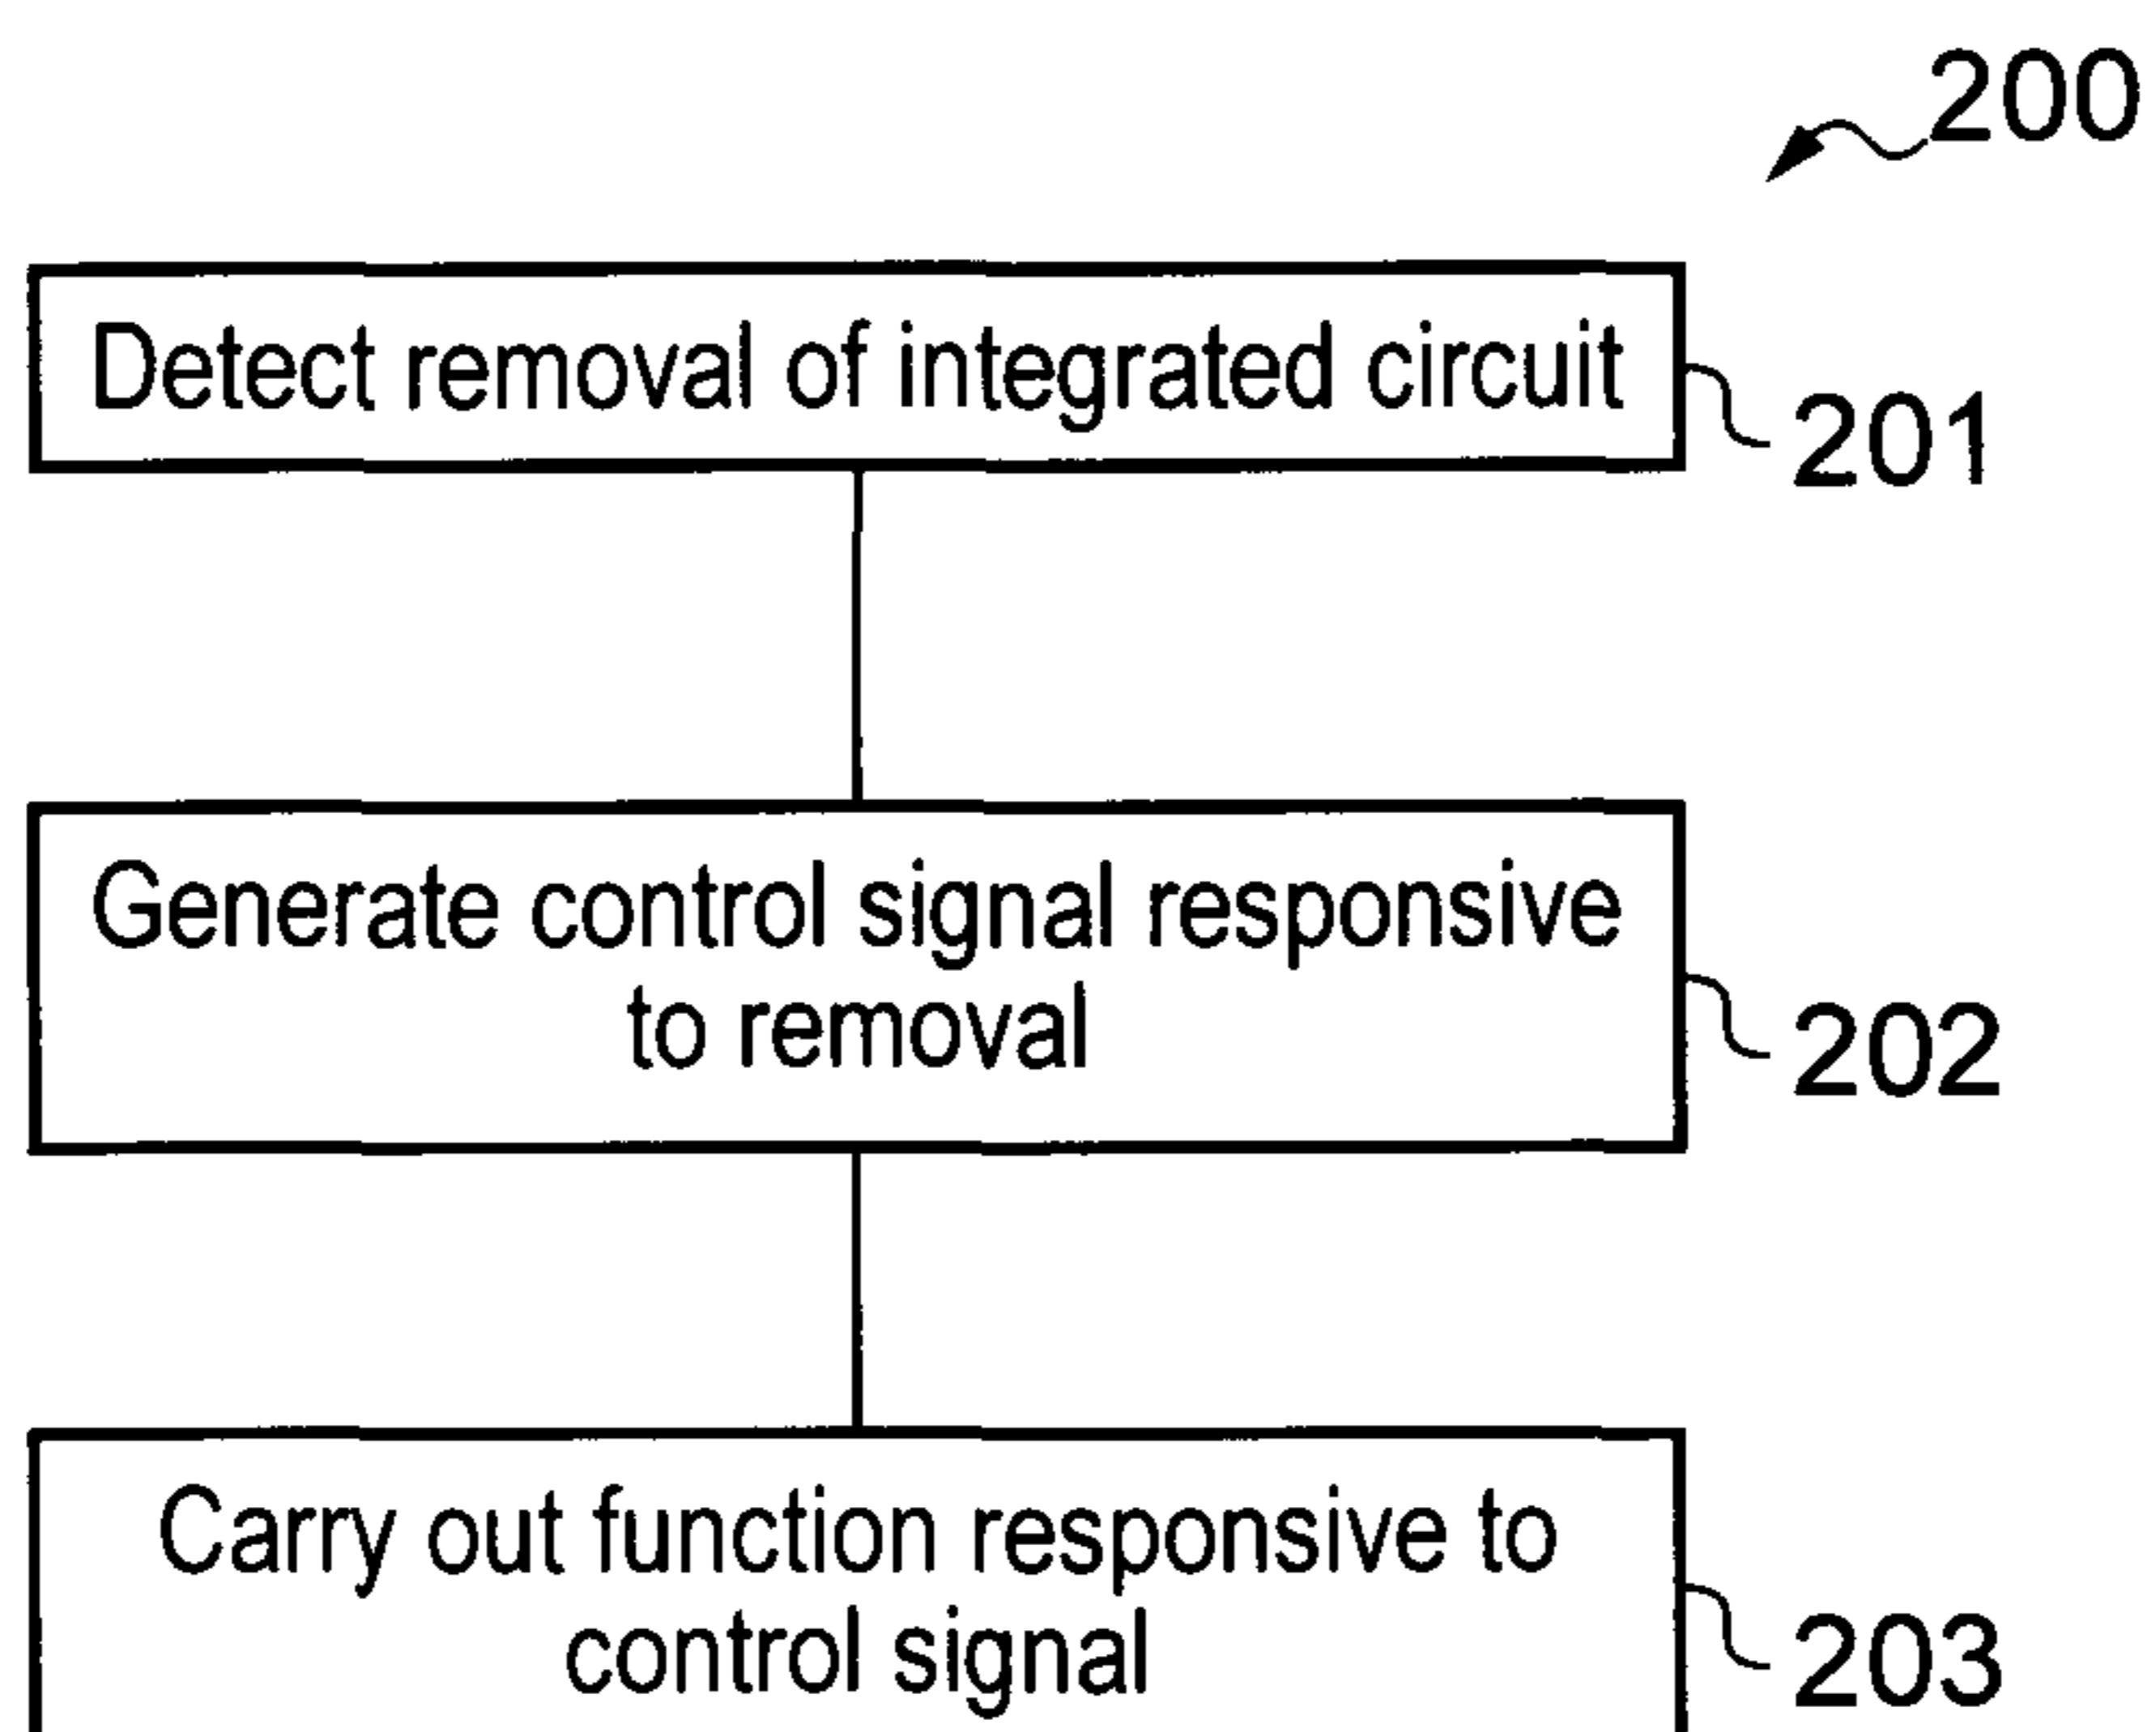 200
Detect removal of integrated circuit
201
Generate control signal responsive
to removal
202
Carry out function responsive to
control signal
203